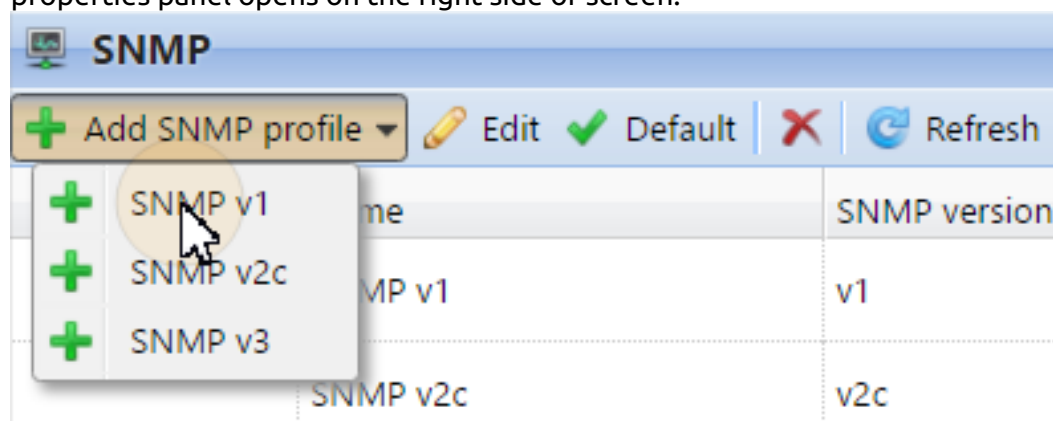 properties panel opens on the right side of screen.
SNMP
Add SNMP profile Edit Default Refresh
SNMP v1
me SNMP version
SNMP v2c
MP v1 v1
SNMP v3
SNMP v2c v2c